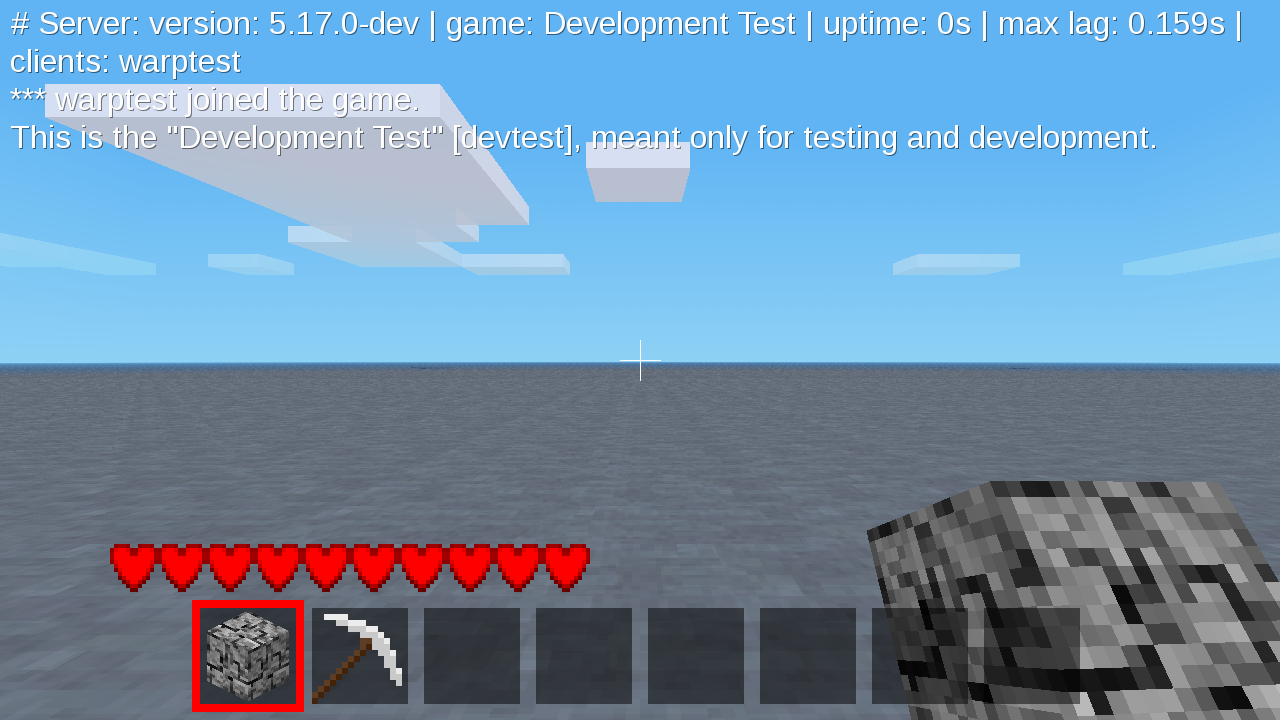 # Server: version: 5.17.0-dev | game: Development Test | uptime: 0s | max lag: 0.159s |
clients: warptest
*** warptest joined the game.
This is the "Development Test" [devtest], meant only for testing and development.